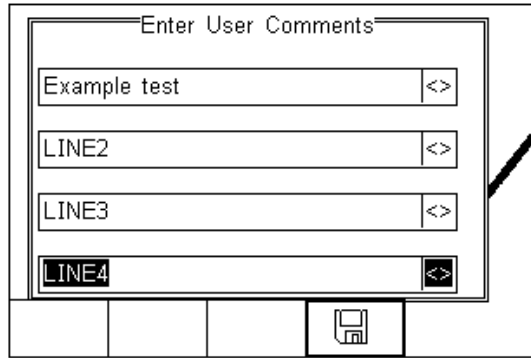 Enter User Comments
Example test <>
LINE2 <>
LINE3 <>
LINE4 <>